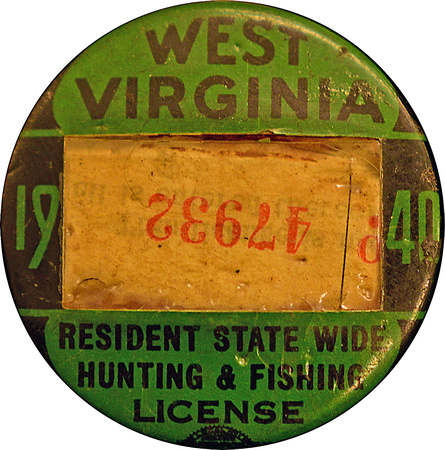 WEST
VIRGINIA
19 40
47932
RESIDENT STATE WIDE
HUNTING & FISHING
LICENSE